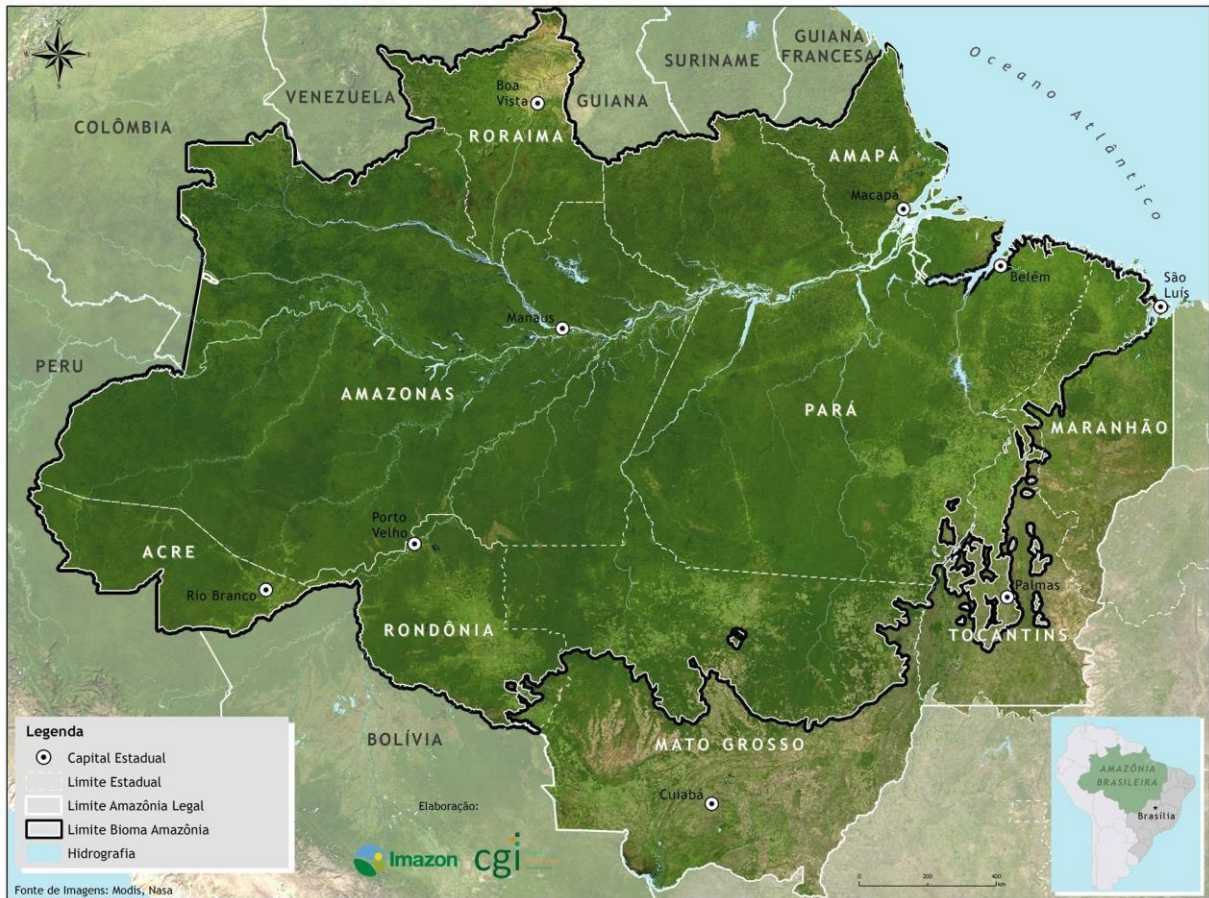 N
E
S
W
COLÔMBIA
VENEZUELA
Boa
Vista
RORAIMA
GUIANA
SURINAME
GUIANA
FRANCESA
Oceano Atlântico
AMAPÁ
Macapá
Belém
São
Luís
Manaus
PERU
AMAZONAS
PARÁ
MARANHÃO
Porto
Velho
ACRE
Rio Branco
RONDÔNIA
Palmas
TOCANTINS
BOLÍVIA
MATO GROSSO
Cuiabá
Legenda
Capital Estadual
Limite Estadual
Limite Amazônia Legal
Limite Bioma Amazônia
Hidrografia
Fonte de Imagens: Modis, Nasa
Elaboração:
Imazon
cgi
0 200 400
km
AMAZÔNIA
BRASILEIRA
Brasília